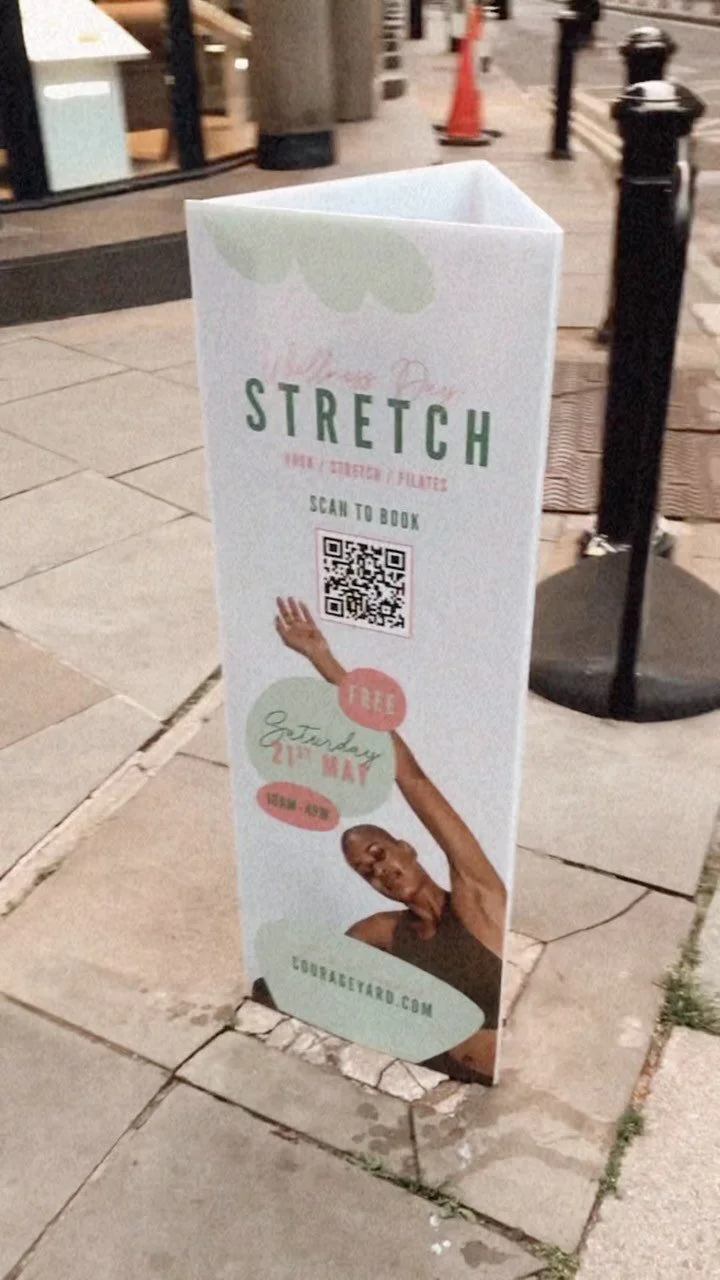 Wellness Day
STRETCH
YOGA / STRETCH / PILATES
SCAN TO BOOK
FREE
Saturday
21ST MAY
10AM - 4PM
COURAGEYARD.COM